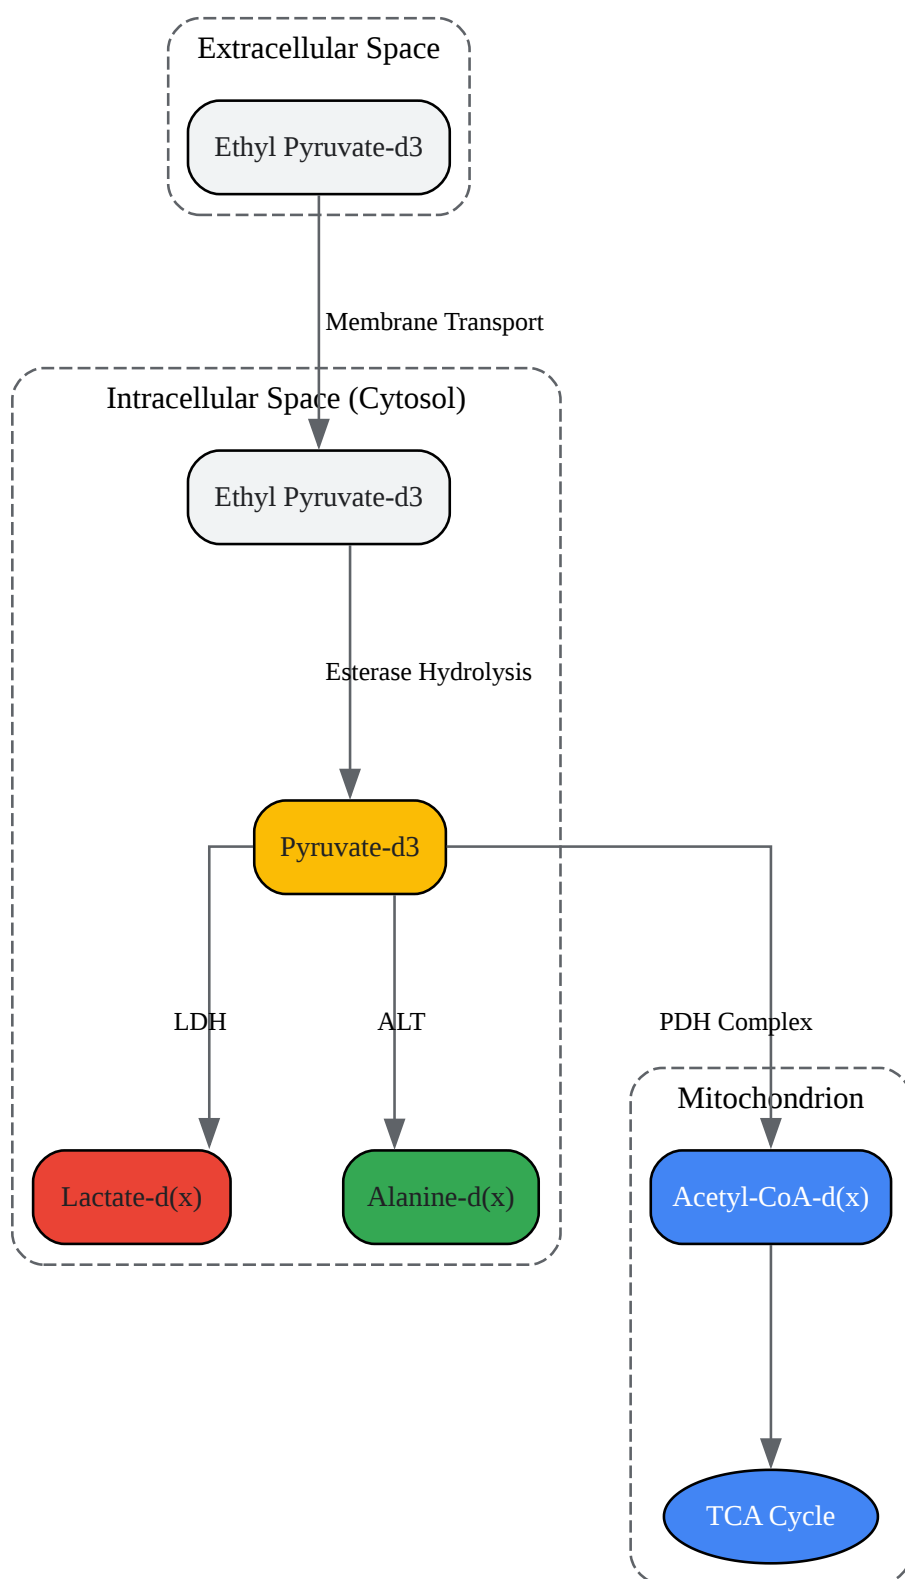 Extracellular Space
Ethyl Pyruvate-d3
Membrane Transport
Intracellular Space (Cytosol)
Ethyl Pyruvate-d3
Esterase Hydrolysis
Pyruvate-d3
LDH
ALT
PDH Complex
Mitochondrion
Lactate-d(x)
Alanine-d(x)
Acetyl-CoA-d(x)
TCA Cycle